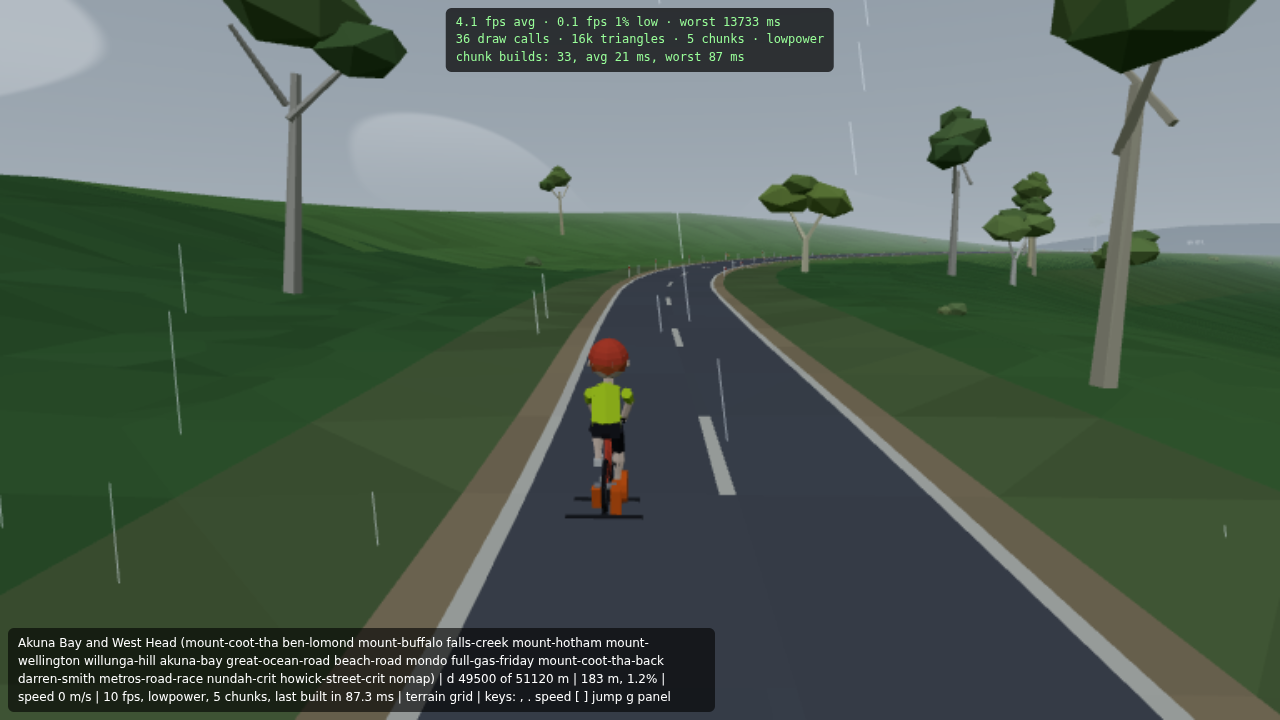 4.1 fps avg · 0.1 fps 1% low · worst 13733 ms
36 draw calls · 16k triangles · 5 chunks · lowpower
chunk builds: 33, avg 21 ms, worst 87 ms
Akuna Bay and West Head (mount-coot-tha ben-lomond mount-buffalo falls-creek mount-hotham mount-
wellington willunga-hill akuna-bay great-ocean-road beach-road mondo full-gas-friday mount-coot-tha-back
darren-smith metros-road-race nundah-crit howick-street-crit nomap) | d 49500 of 51120 m | 183 m, 1.2% |
speed 0 m/s | 10 fps, lowpower, 5 chunks, last built in 87.3 ms | terrain grid | keys: , . speed [ ] jump g panel